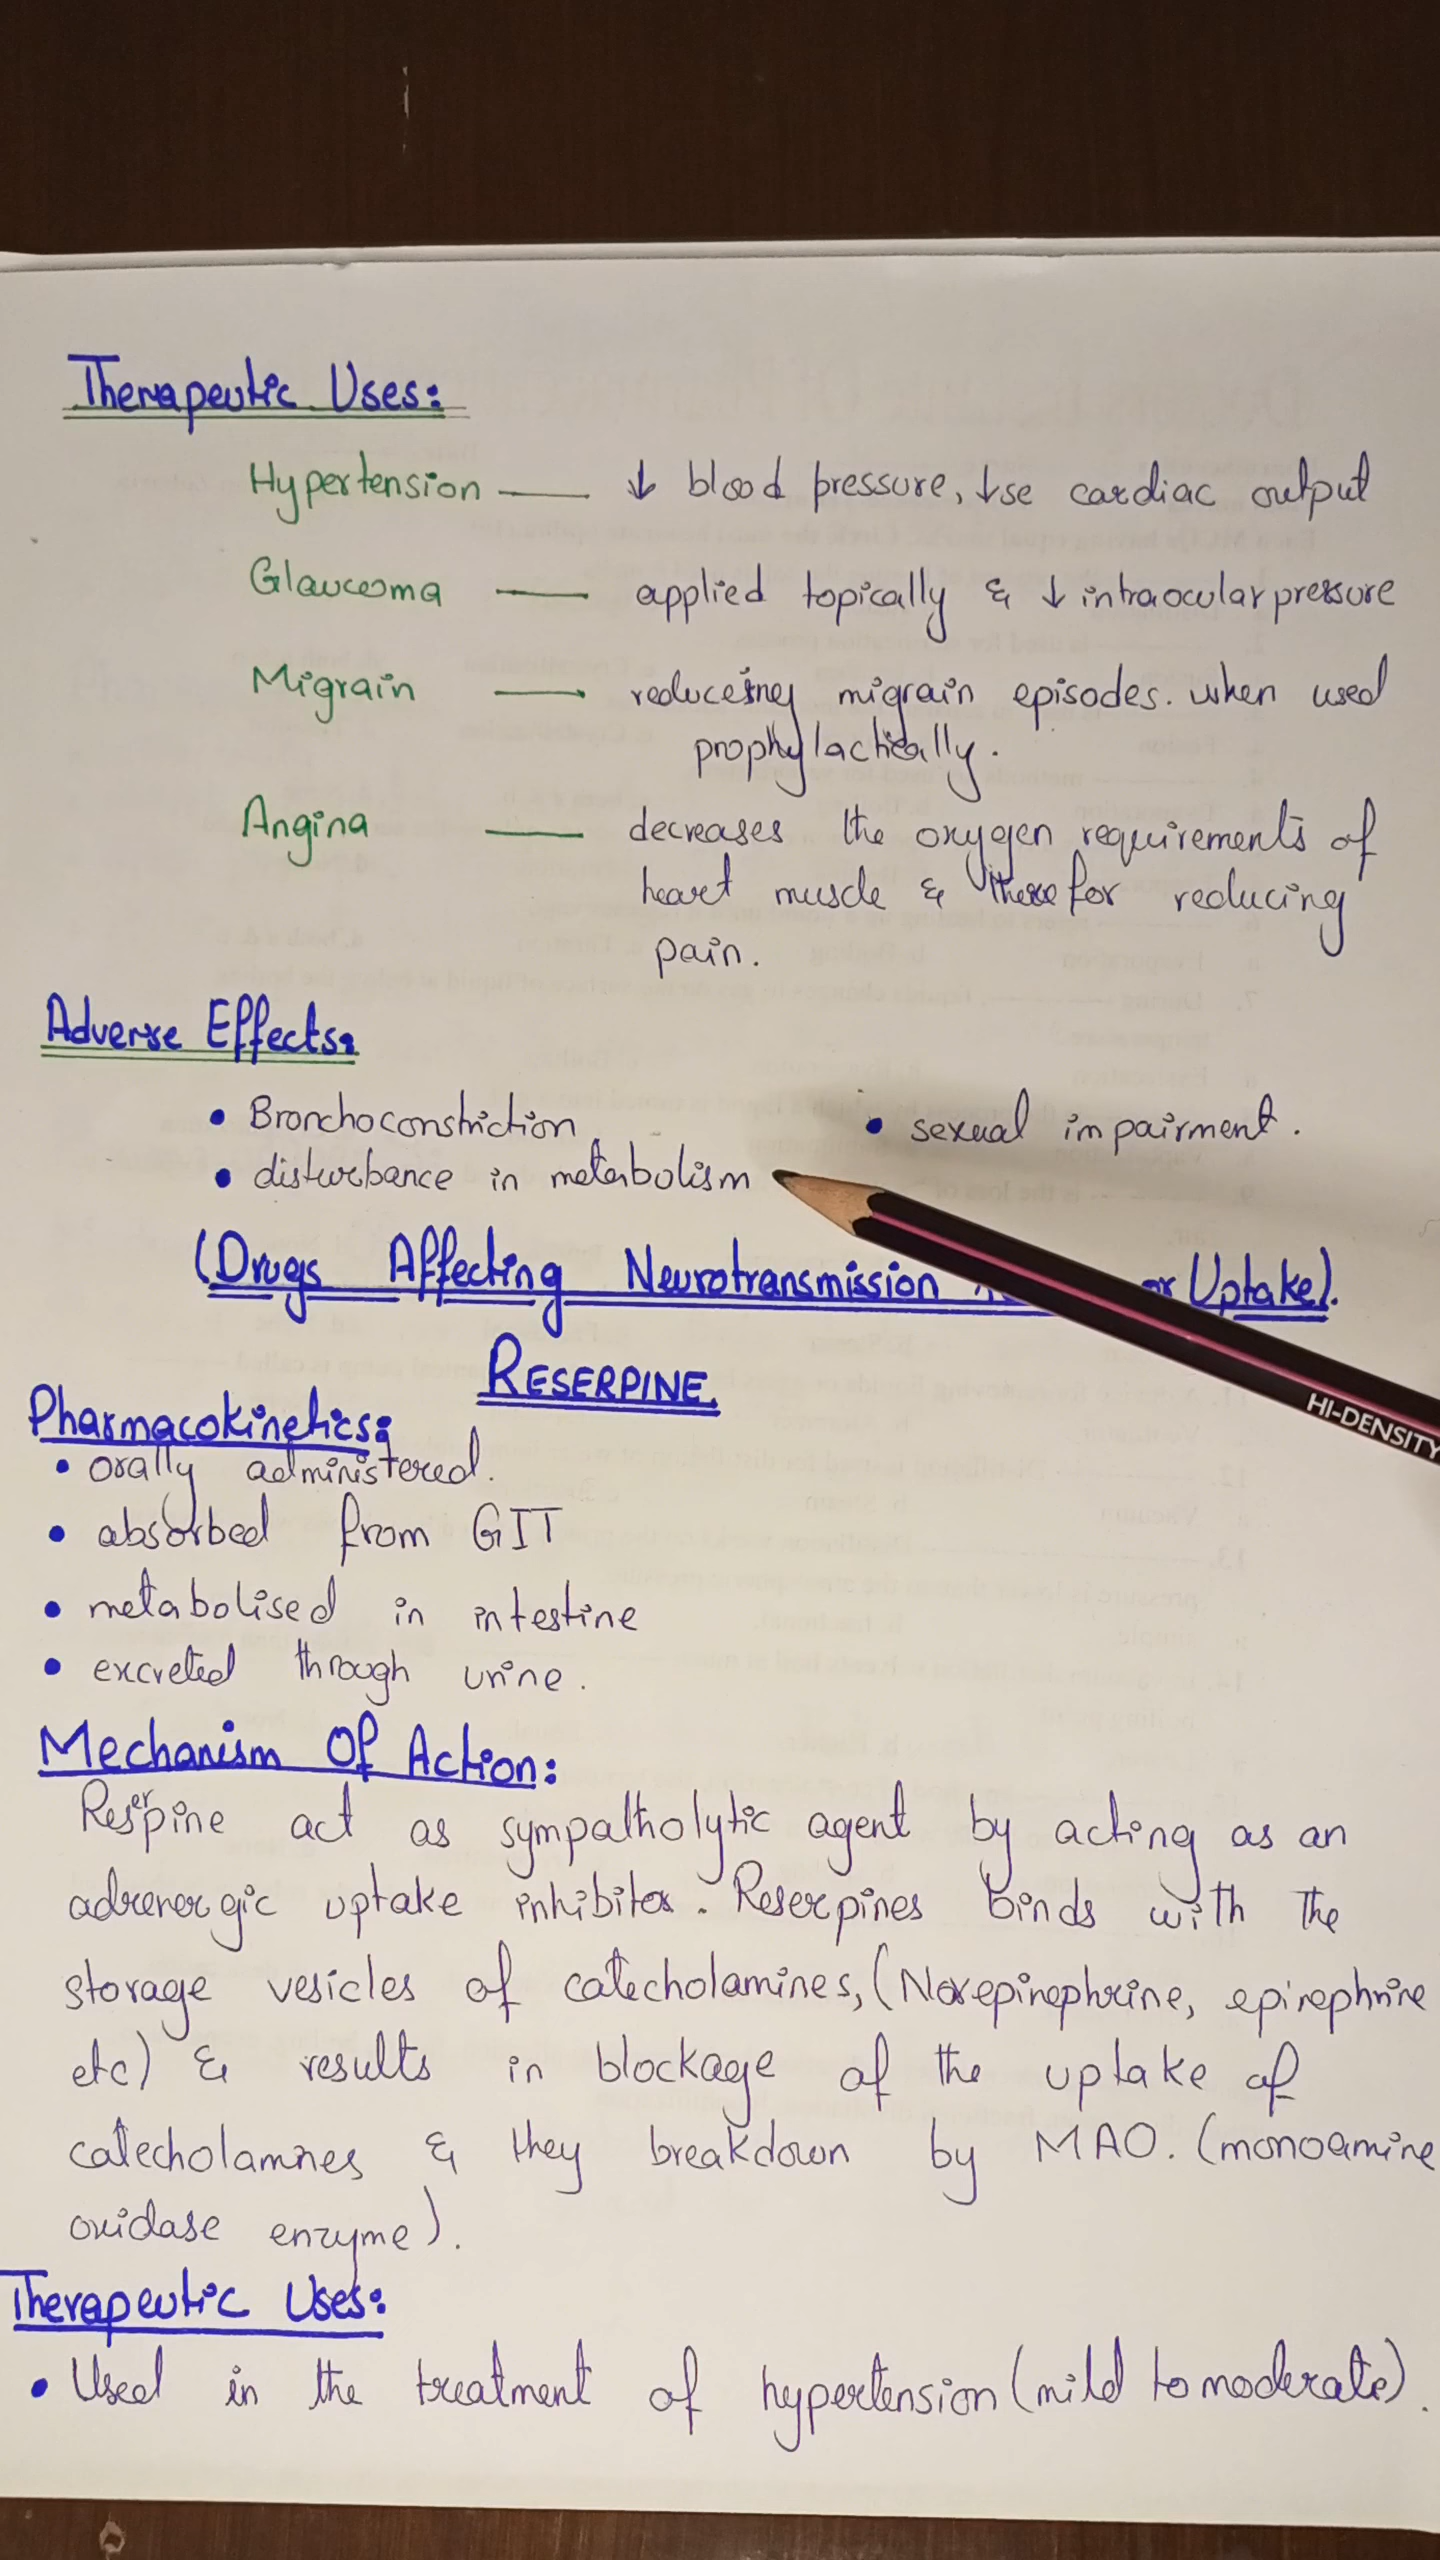 Therapeutic Uses:
Hypertension — ↓ blood pressure, ↓se cardiac output
Glaucoma — applied topically & ↓ intraocular pressure
Migrain — migrain episodes. when used
prophylactically.
Angina — decreases the oxygen requirements of
heart muscle & therefor reducing
pain.
Adverse Effects:
• Bronchoconstriction • sexual impairment.
• disturbance in metabolism
(Drugs Affecting Neurotransmission or Uptake).
RESERPINE.
Pharmacokinetics:
• orally administered.
• absorbed from GIT
• metabolised in intestine
• excreted through urine.
Mechanism Of Action:
Reserpine act as sympatholytic agent by acting as an
adrenergic uptake inhibitor. Reserpines binds with the
storage vesicles of catecholamines, (Norepinephrine, epinephrine
etc) & results in blockage of the uptake of
catecholamines & they breakdown by MAO. (monoamine
oxidase enzyme).
Therapeutic Uses:
• Used in the treatment of hypertension (mild to moderate).
HI-DENSITY